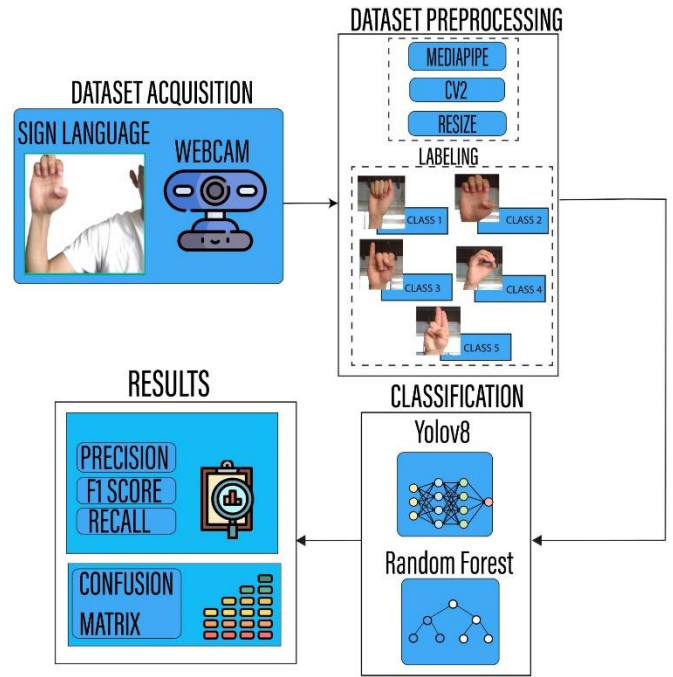 DATASET ACQUISITION
SIGN LANGUAGE
WEBCAM
DATASET PREPROCESSING
MEDIAPIPE
CV2
RESIZE
LABELING
CLASS 1
CLASS 2
CLASS 3
CLASS 4
CLASS 5
CLASSIFICATION
Yolov8
Random Forest
RESULTS
PRECISION
F1 SCORE
RECALL
CONFUSION
MATRIX